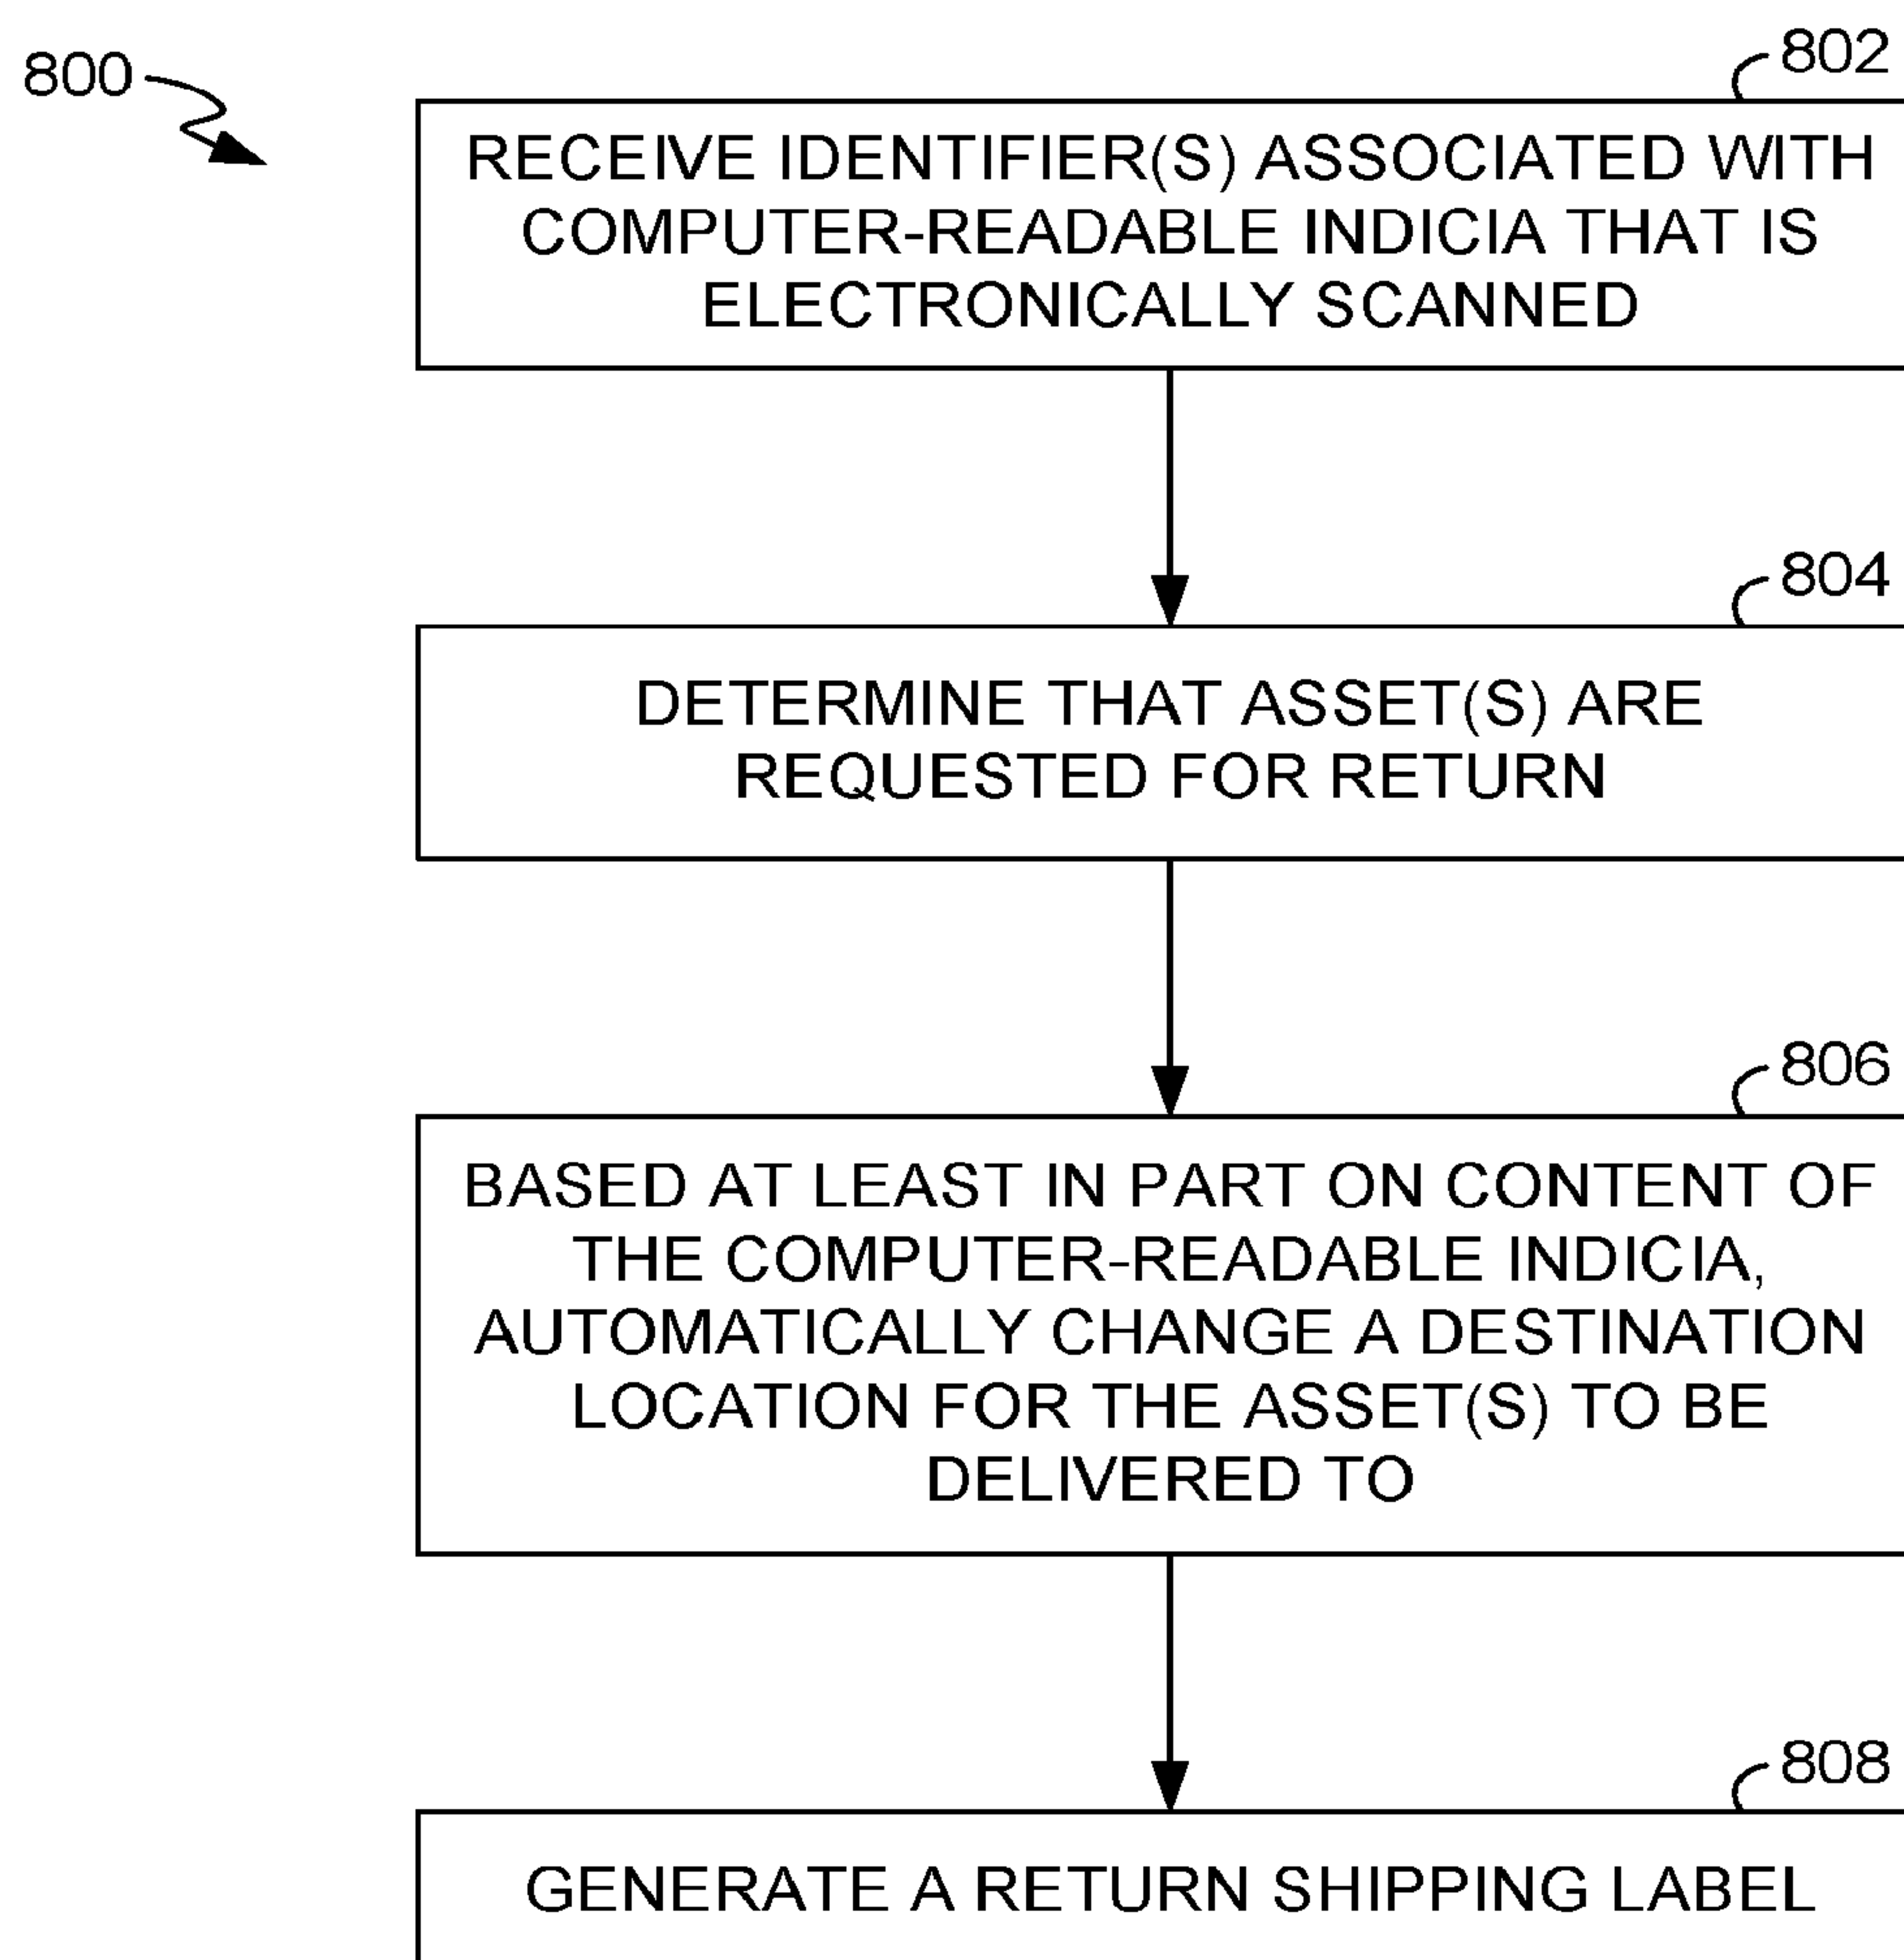 800
802
RECEIVE IDENTIFIER(S) ASSOCIATED WITH
COMPUTER-READABLE INDICIA THAT IS
ELECTRONICALLY SCANNED
804
DETERMINE THAT ASSET(S) ARE
REQUESTED FOR RETURN
806
BASED AT LEAST IN PART ON CONTENT OF
THE COMPUTER-READABLE INDICIA,
AUTOMATICALLY CHANGE A DESTINATION
LOCATION FOR THE ASSET(S) TO BE
DELIVERED TO
808
GENERATE A RETURN SHIPPING LABEL